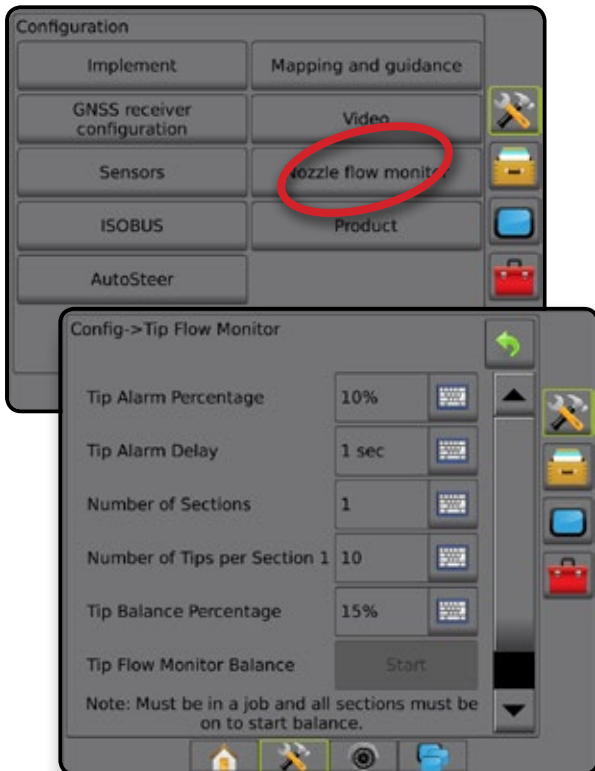 Configuration
Implement
Mapping and guidance
GNSS receiver
configuration
Video
Sensors
Nozzle flow monitor
ISOBUS
Product
AutoSteer
Config->Tip Flow Monitor
Tip Alarm Percentage
10%
Tip Alarm Delay
1 sec
Number of Sections
1
Number of Tips per Section 1
10
Tip Balance Percentage
15%
Tip Flow Monitor Balance
Start
Note: Must be in a job and all sections must be
on to start balance.